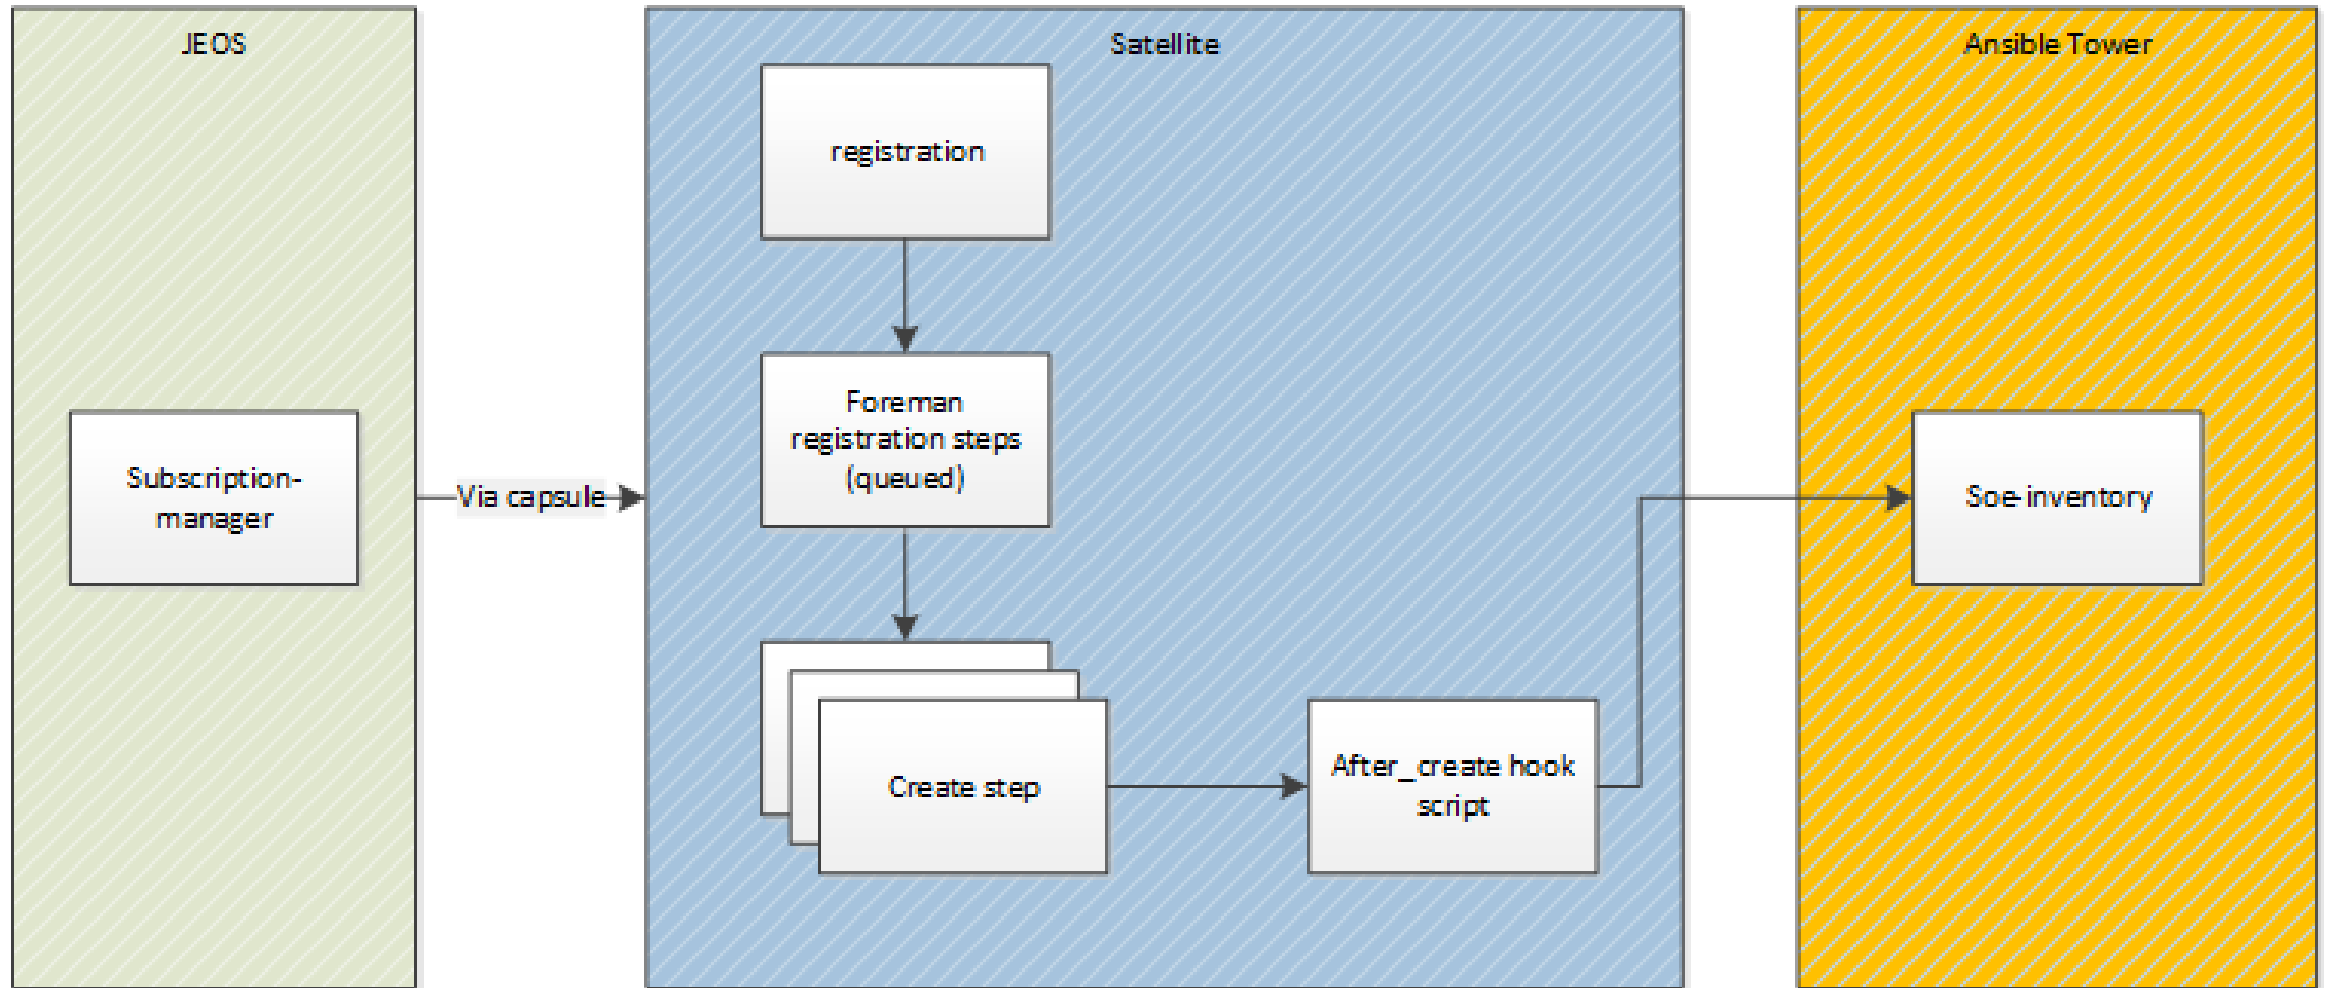 JEOS
Subscription-
manager
Via capsule
Satellite
registration
Foreman
registration steps
(queued)
Create step
After_create hook
script
Ansible Tower
Soe inventory